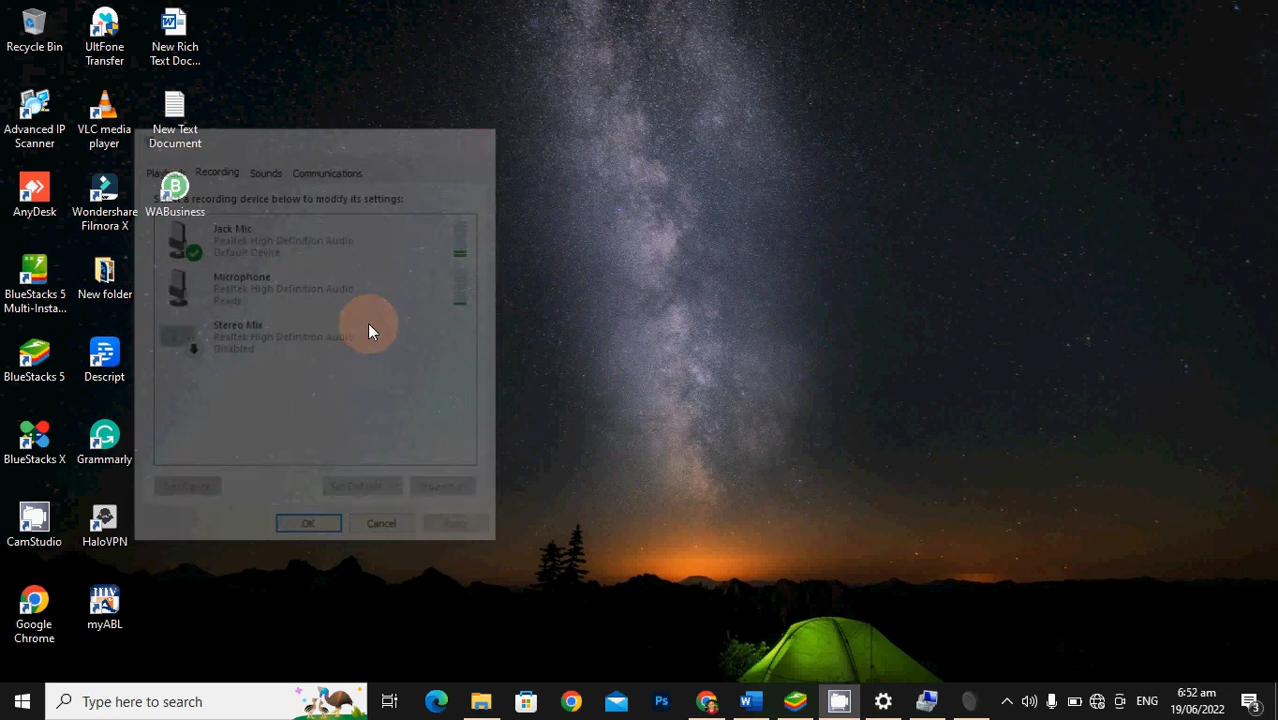 Recycle Bin
UltFone
Transfer
New Rich
Text Doc...
Advanced IP
Scanner
VLC media
player
New Text
Document
AnyDesk
Wondershare
Filmora X
WABusiness
BlueStacks 5
Multi-Insta...
New folder
BlueStacks 5
Descript
BlueStacks X
Grammarly
CamStudio
HaloVPN
Google
Chrome
myABL
Recording
Sounds
Communications
a recording device below to modify its settings:
Jack Mic
Realtek High Definition Audio
Default Device
Microphone
Realtek High Definition Audio
Ready
Stereo Mix
Realtek High Definition Audio
Disabled
Set Default
OK
Cancel
Type here to search
Ps
ENG
6:52 am
19/06/2022
3